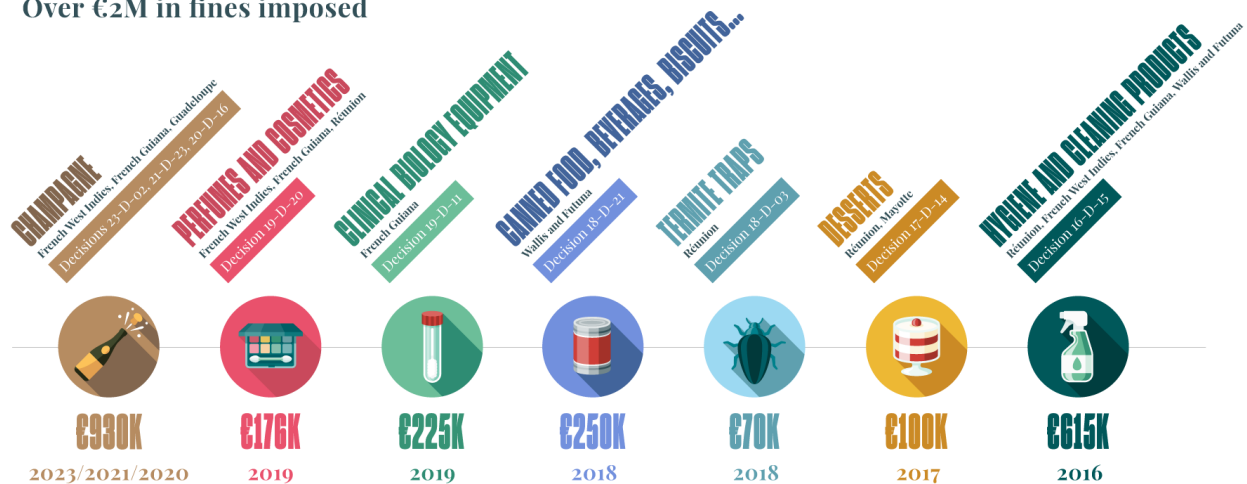 Over €2M in fines imposed
CHAMPAGNE
French West Indies, French Guiana, Guadeloupe
Decisions 23-D-02, 21-D-23, 20-D-16
€930K
2023/2021/2020
PERFUMES AND COSMETICS
French West Indies, French Guiana, Réunion
Decision 19-D-20
€176K
2019
CLINICAL BIOLOGY EQUIPMENT
French Guiana
Decision 19-D-11
€225K
2019
CANNED FOOD, BEVERAGES, BISCUITS...
Wallis and Futuna
Decision 18-D-21
€250K
2018
TERMITE TRAPS
Réunion
Decision 18-D-03
€70K
2018
DESSERTS
Réunion, Mayotte
Decision 17-D-14
€100K
2017
HYGIENE AND CLEANING PRODUCTS
Réunion, French West Indies, French Guiana, Wallis and Futuna
Decision 16-D-15
€615K
2016